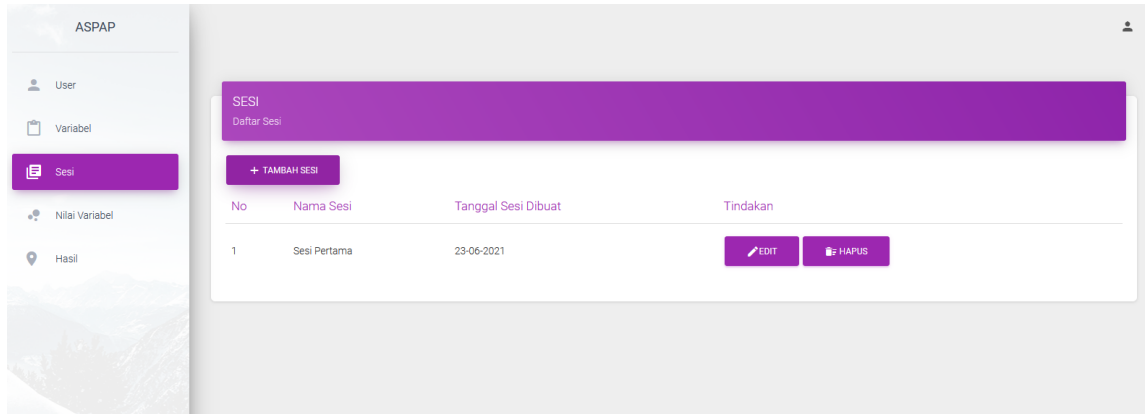 ASPAP
User
Variabel
Sesi
Nilai Variabel
Hasil
SESI
Daftar Sesi
+ TAMBAH SESI
No Nama Sesi Tanggal Sesi Dibuat Tindakan
1 Sesi Pertama 23-06-2021 EDIT HAPUS